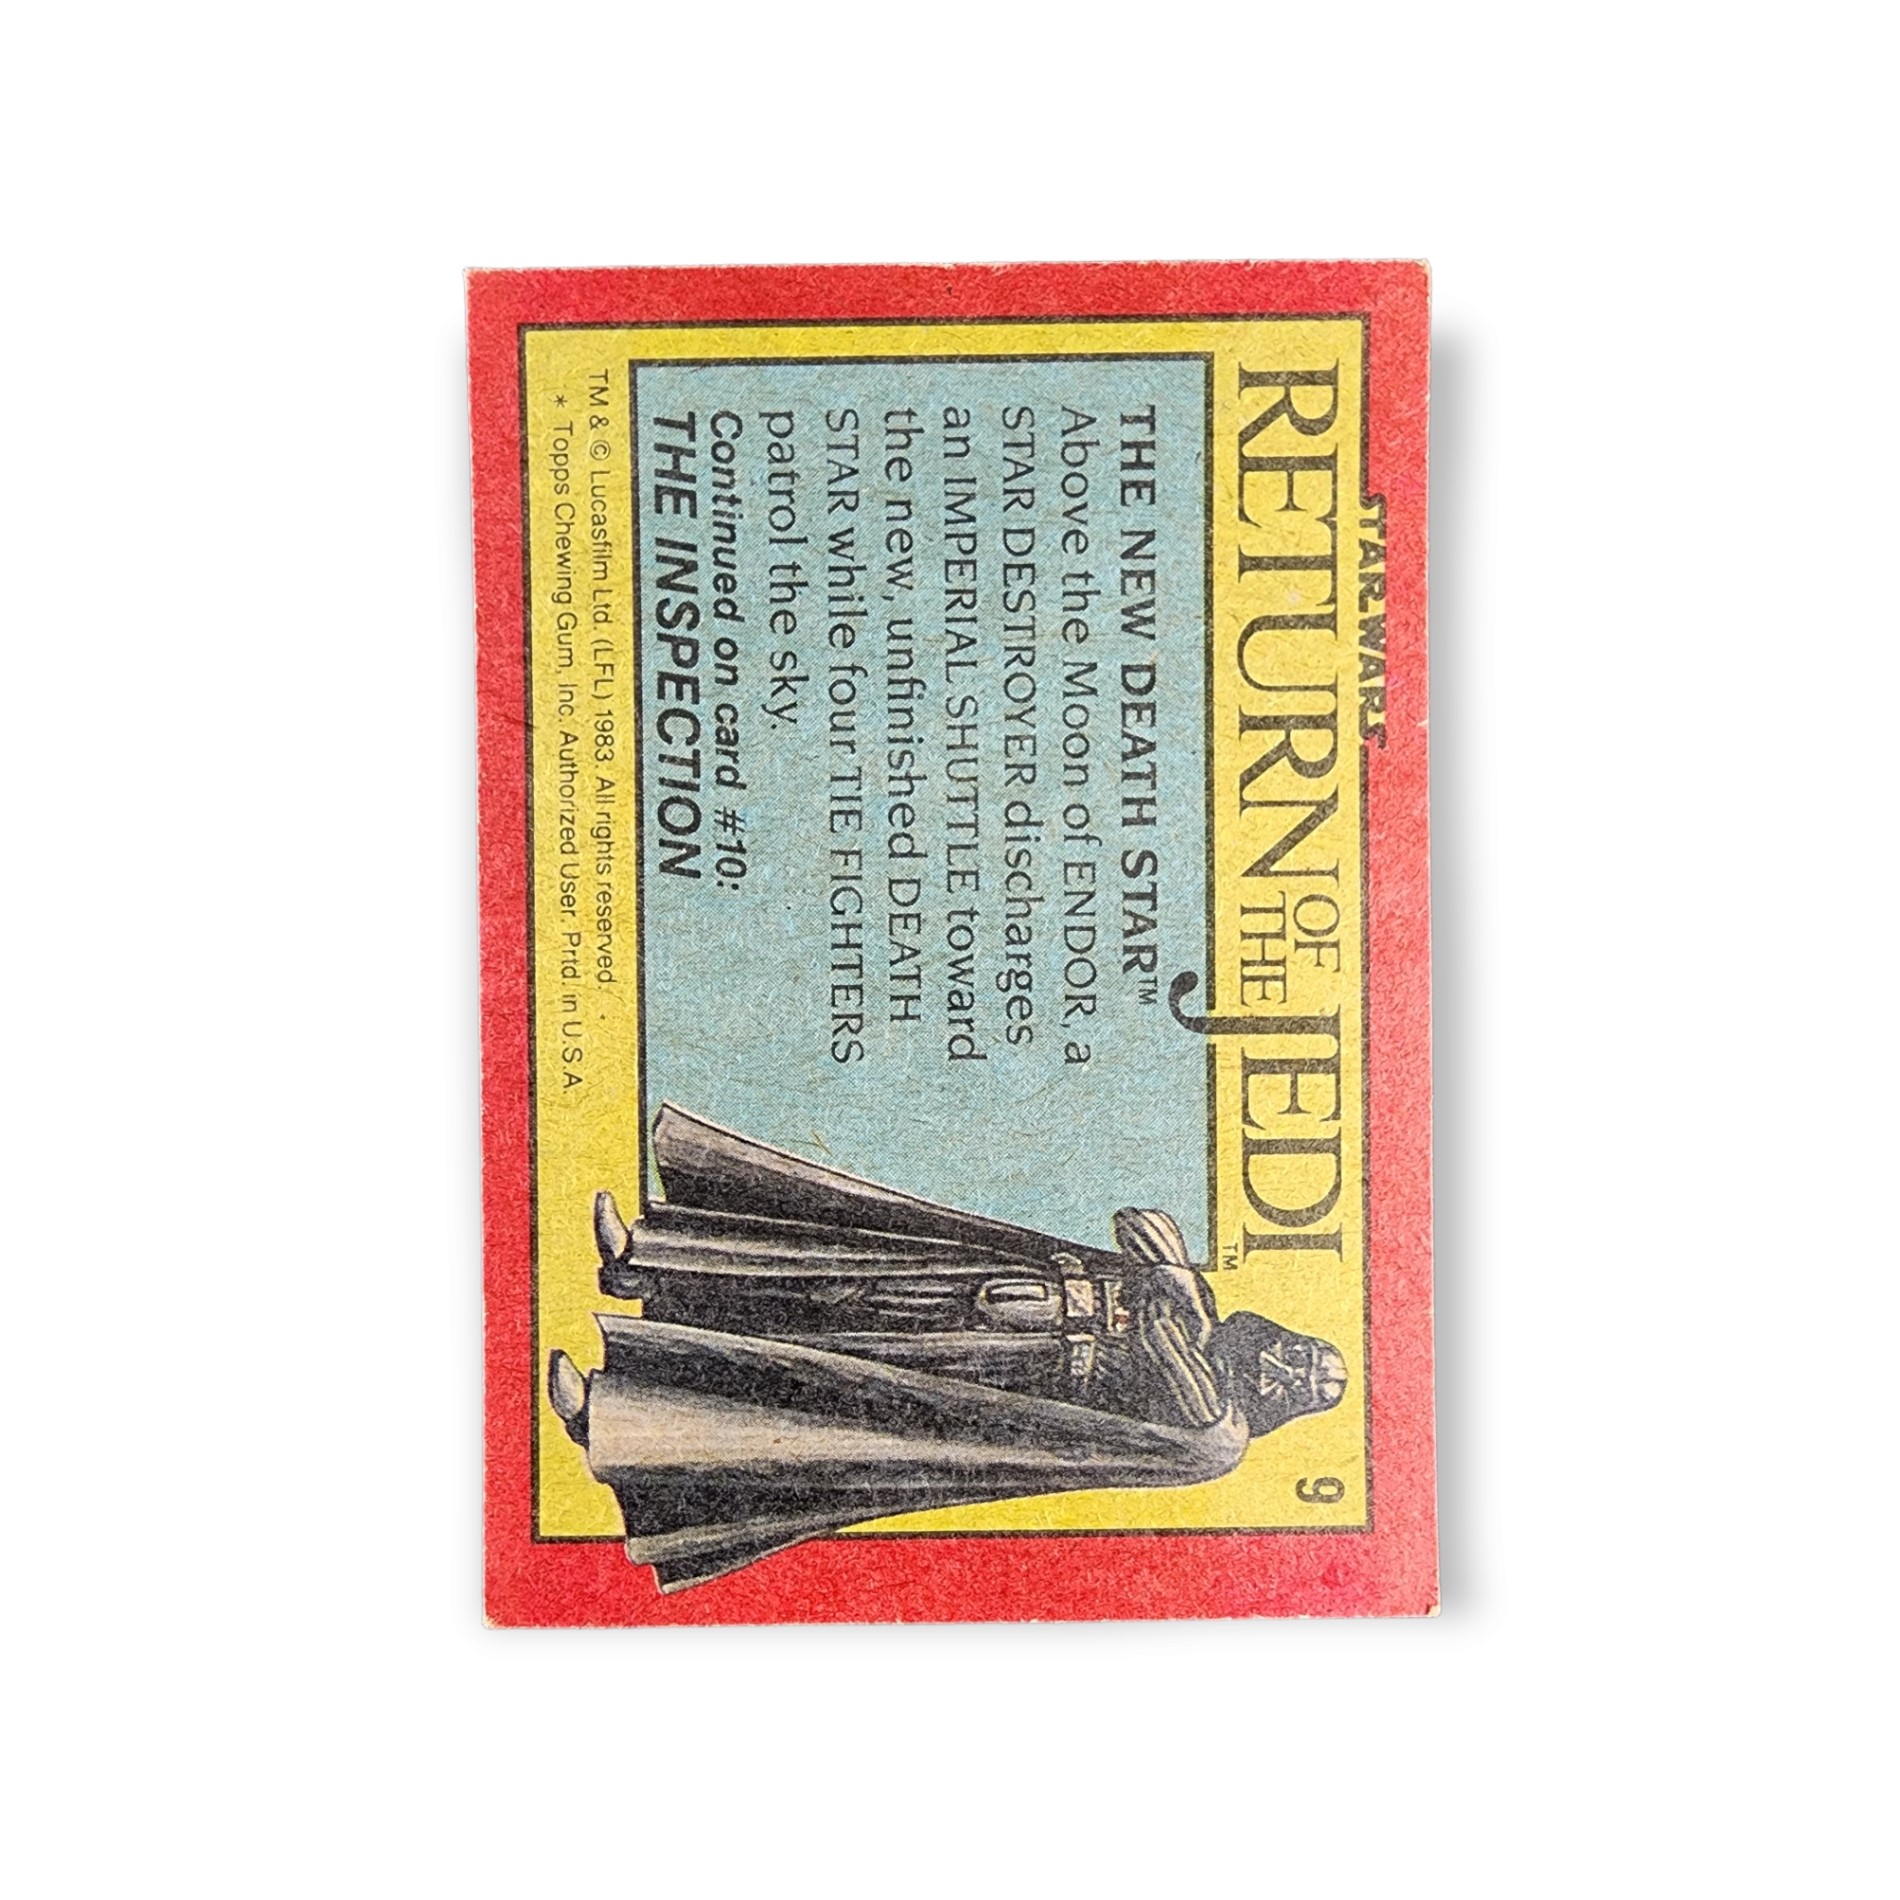 STAR WARS
RETURN OF THE JEDI™
9
THE NEW DEATH STAR™
Above the Moon of ENDOR, a
STAR DESTROYER discharges
an IMPERIAL SHUTTLE toward
the new, unfinished DEATH
STAR while four TIE FIGHTERS
patrol the sky.
Continued on card #10:
THE INSPECTION
TM & © Lucasfilm Ltd. (LFL) 1983. All rights reserved.
* Topps Chewing Gum, Inc. Authorized User. Prtd. in U.S.A.